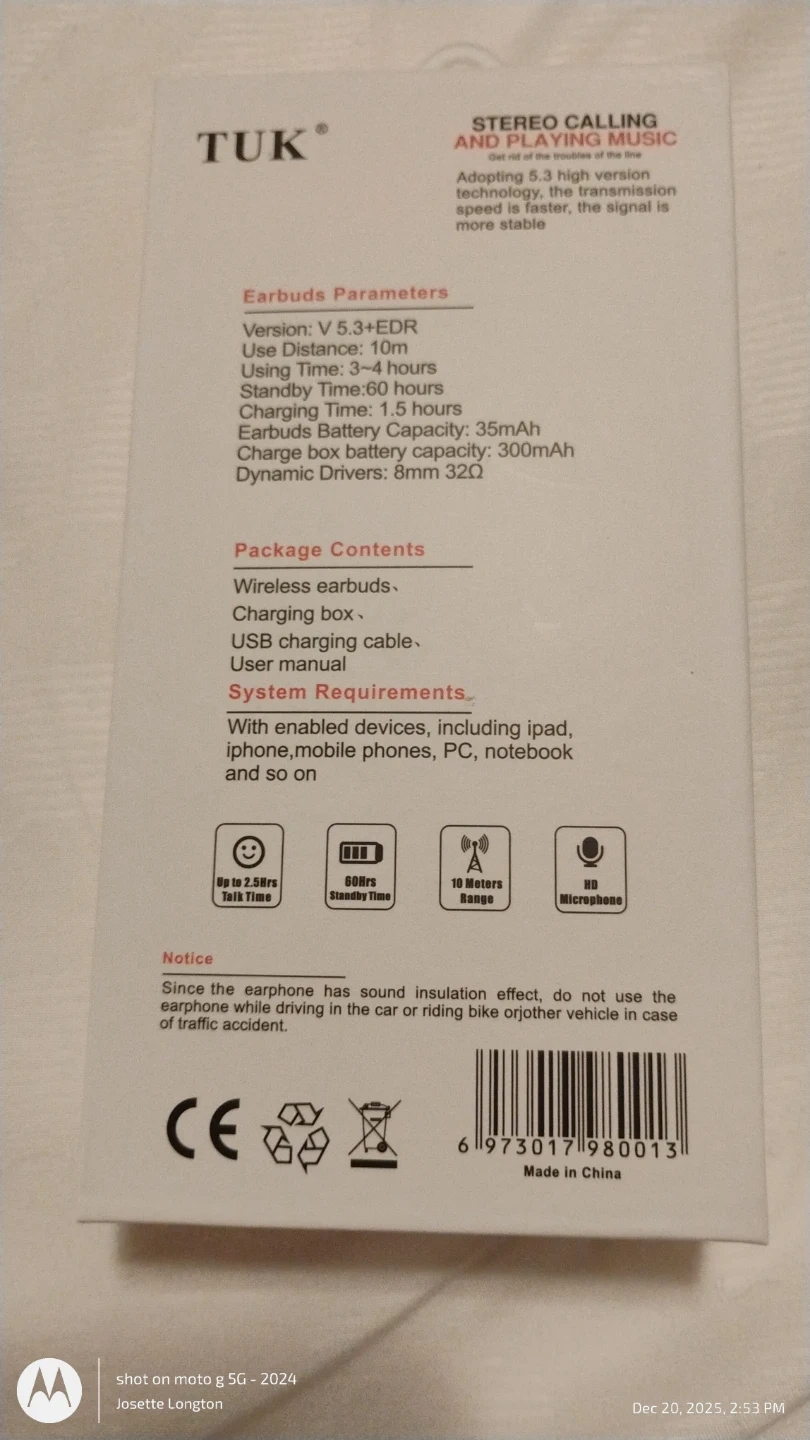 TUK®
STEREO CALLING
AND PLAYING MUSIC
Get rid of the troubles of the line
Adopting 5.3 high version
technology, the transmission
speed is faster, the signal is
more stable
Earbuds Parameters
Version: V 5.3+EDR
Use Distance: 10m
Using Time: 3~4 hours
Standby Time:60 hours
Charging Time: 1.5 hours
Earbuds Battery Capacity: 35mAh
Charge box battery capacity: 300mAh
Dynamic Drivers: 8mm 32Ω
Package Contents
Wireless earbuds、
Charging box、
USB charging cable、
User manual
System Requirements
With enabled devices, including ipad,
iphone,mobile phones, PC, notebook
and so on
Up to 2.5Hrs
Talk Time
60Hrs
Standby Time
10 Meters
Range
HD
Microphone
Notice
Since the earphone has sound insulation effect, do not use the
earphone while driving in the car or riding bike orjother vehicle in case
of traffic accident.
CE
6 973017 980013
Made in China
shot on moto g 5G - 2024
Josette Longton
Dec 20, 2025, 2:53 PM